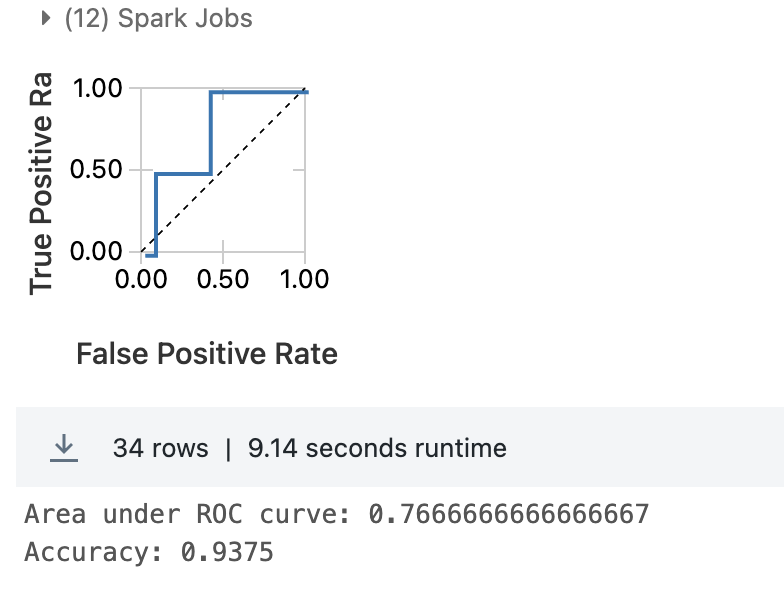 (12) Spark Jobs
True Positive Ra
1.00
0.50
0.00
0.00 0.50 1.00
False Positive Rate
34 rows | 9.14 seconds runtime
Area under ROC curve: 0.7666666666666667
Accuracy: 0.9375